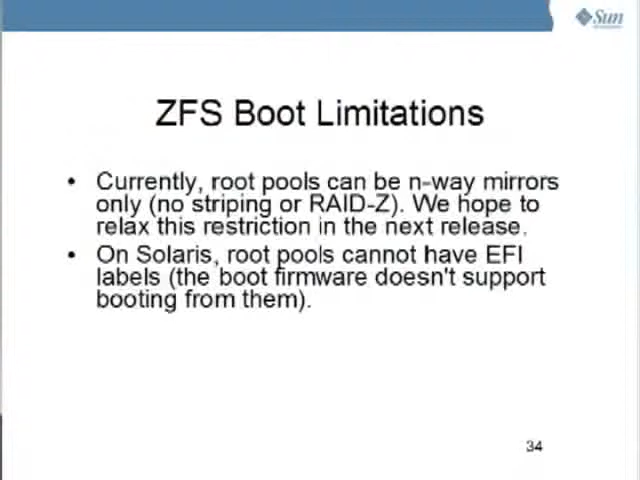 Sun
ZFS Boot Limitations
• Currently, root pools can be n-way mirrors
only (no striping or RAID-Z). We hope to
relax this restriction in the next release.
• On Solaris, root pools cannot have EFI
labels (the boot firmware doesn't support
booting from them).
34